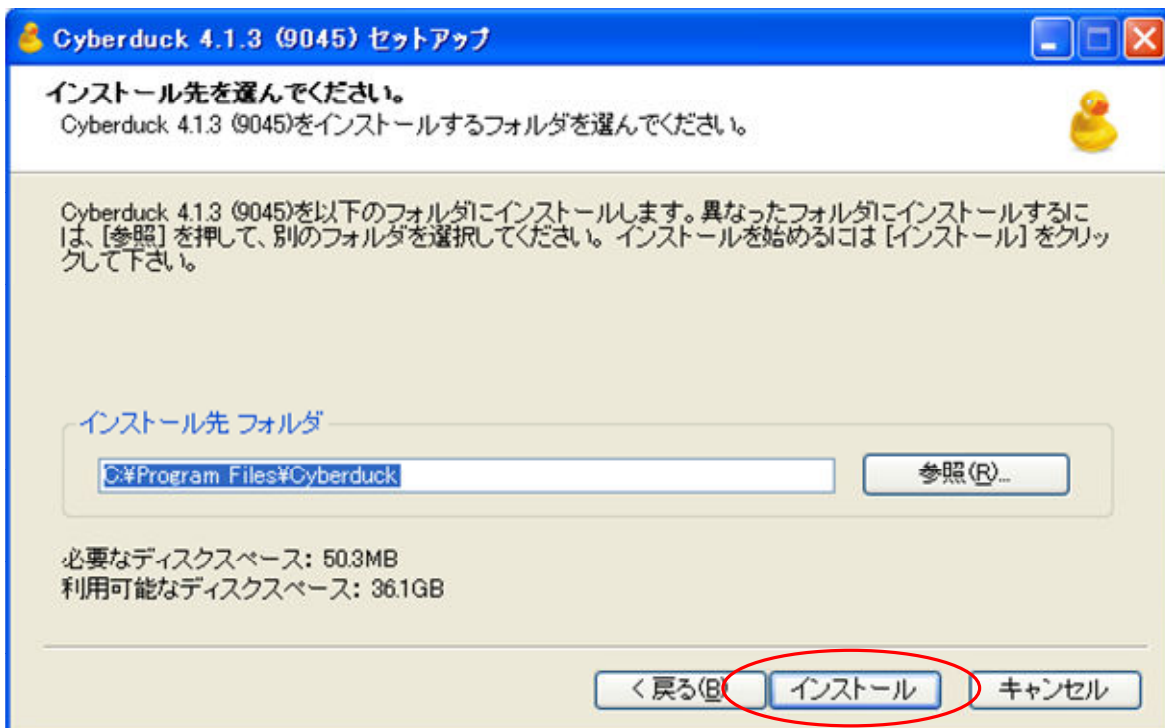 Cyberduck 4.1.3 (9045) セットアップ
インストール先を選んでください。
Cyberduck 4.1.3 (9045)をインストールするフォルダを選んでください。
Cyberduck 4.1.3 (9045)を以下のフォルダにインストールします。異なったフォルダにインストールするに
は、[参照] を押して、別のフォルダを選択してください。インストールを始めるには [インストール] をクリッ
クして下さい。
インストール先 フォルダ
C:¥Program Files¥Cyberduck
参照(R)...
必要なディスクスペース: 50.3MB
利用可能なディスクスペース: 36.1GB
< 戻る(B)
インストール
キャンセル